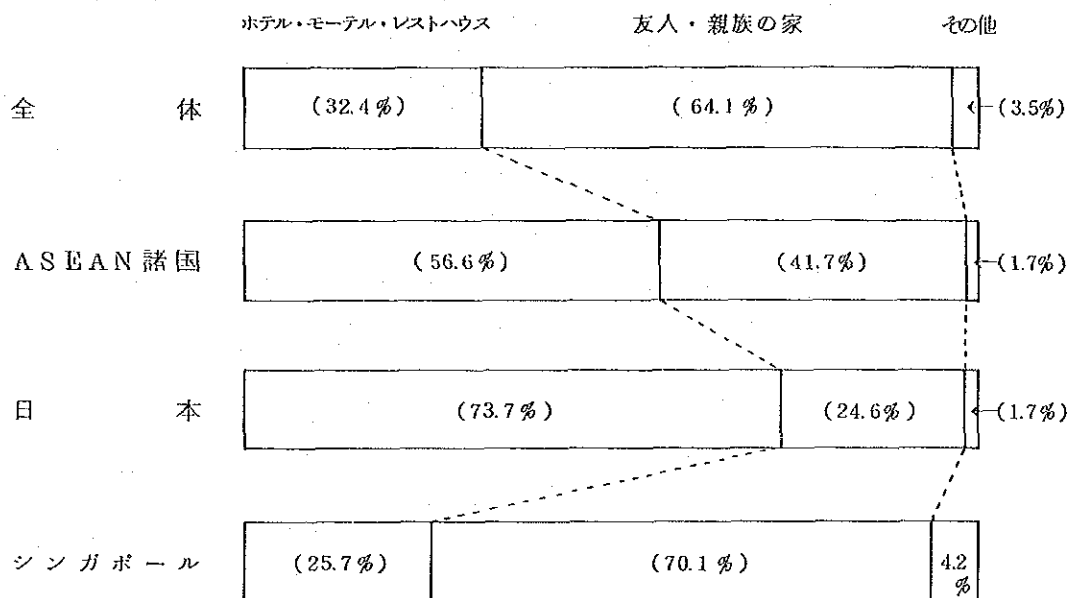 ホテル・モーテル・レストハウス 友人・親族の家 その他
全体 (32.4%) (64.1%) (3.5%)
ASEAN諸国 (56.6%) (41.7%) (1.7%)
日本 (73.7%) (24.6%) (1.7%)
シンガポール (25.7%) (70.1%) 4.2
%